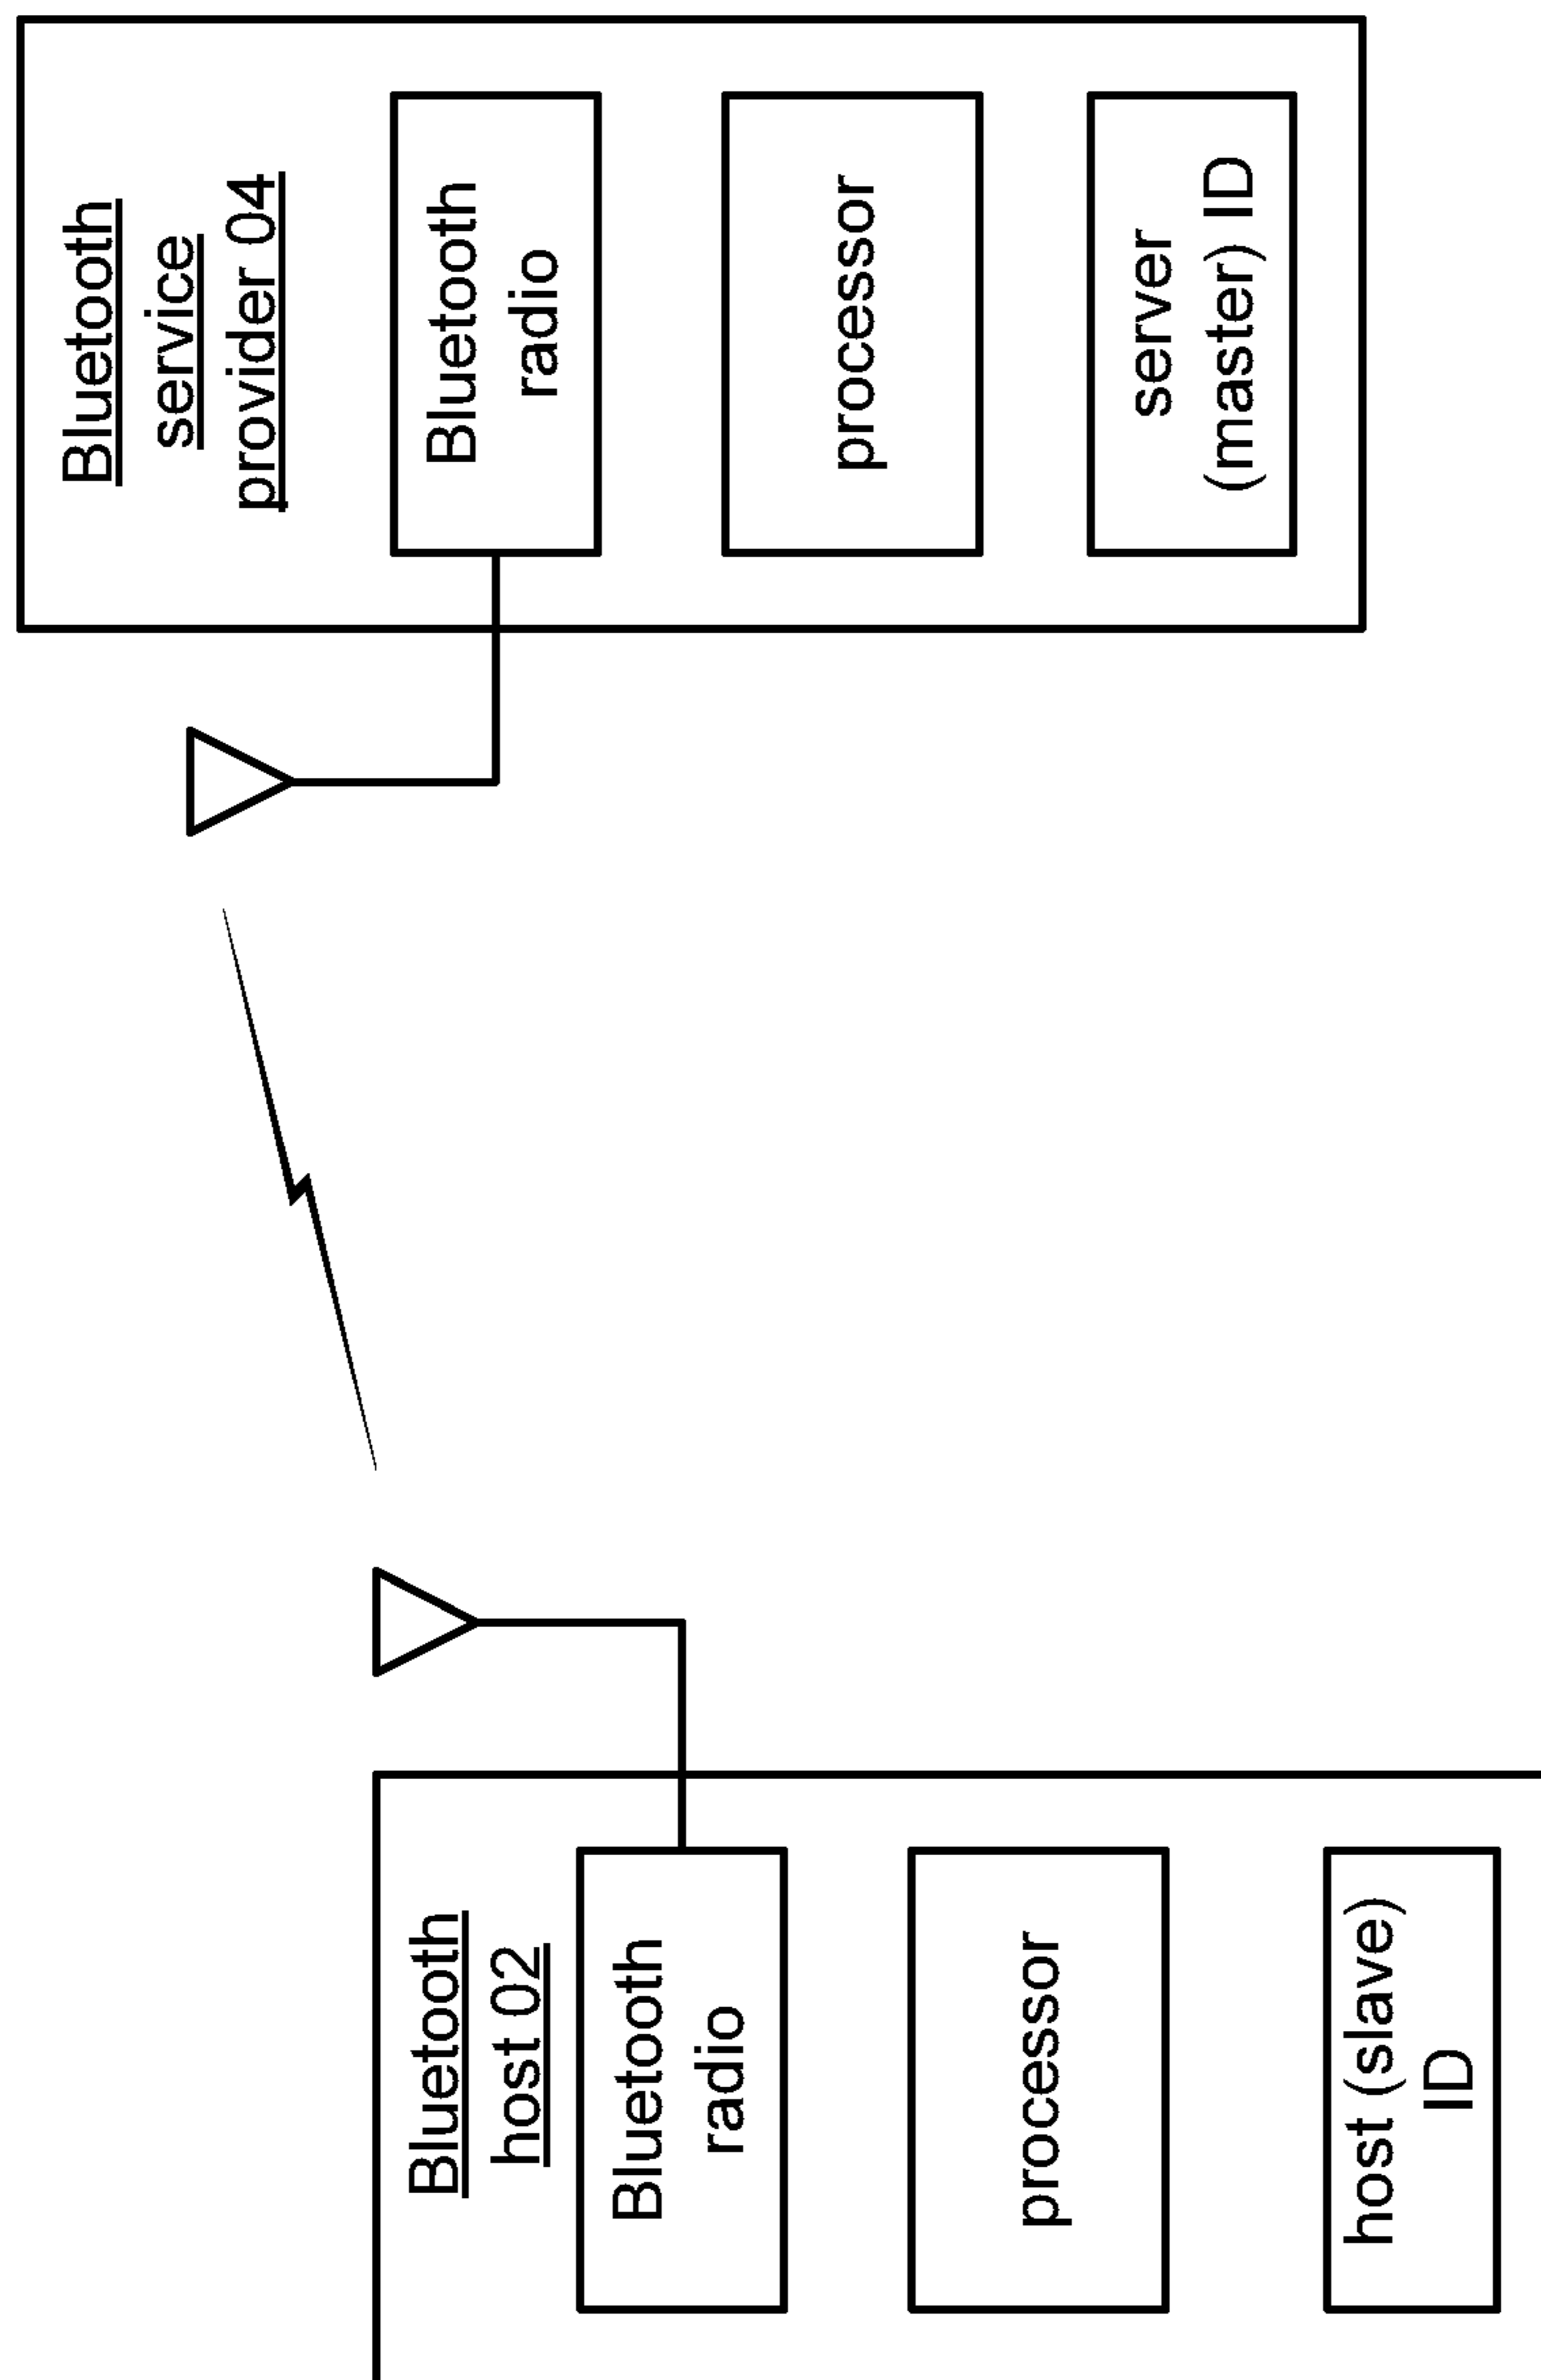 Bluetooth
host 02
Bluetooth
radio
processor
host (slave)
ID
Bluetooth
service
provider 04
Bluetooth
radio
processor
server
(master) ID